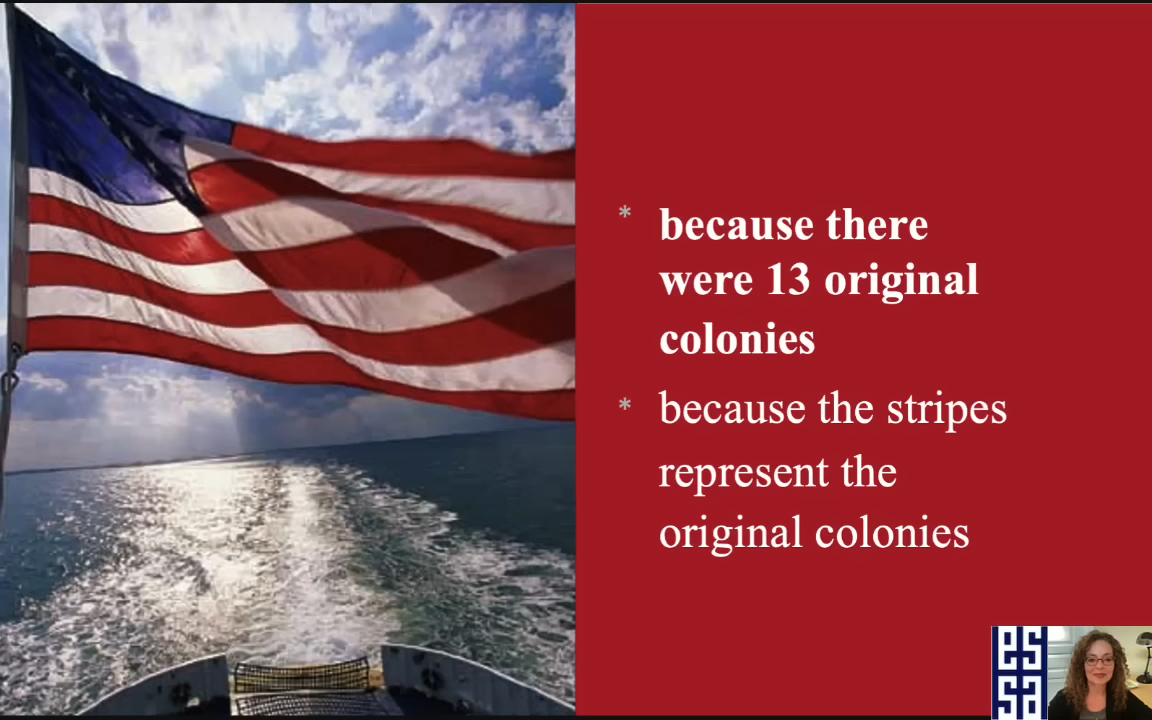 * because there
were 13 original
colonies
* because the stripes
represent the
original colonies